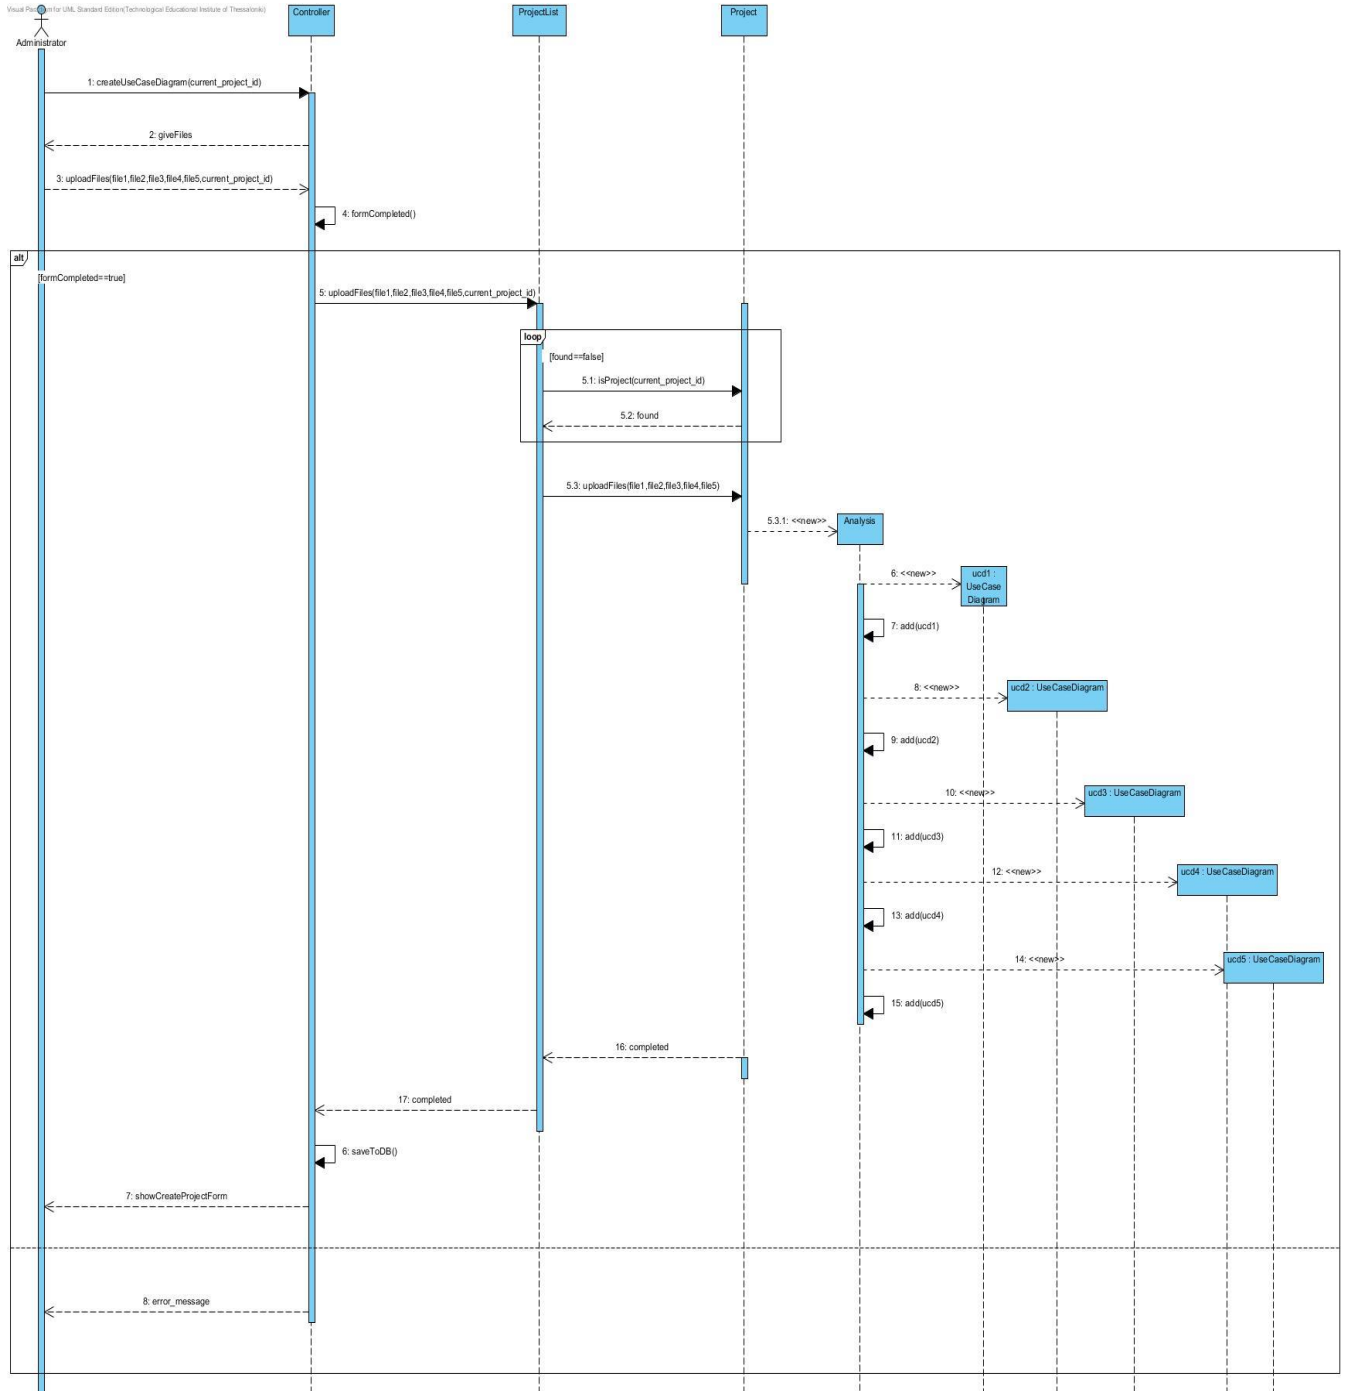 Visual Paradigm for UML Standard Edition(Technological Educational Institute of Thessaloniki)
Administrator
Controller
ProjectList
Project
1: createUseCaseDiagram(current_project_id)
2: giveFiles
3: uploadFiles(file1,file2,file3,file4,file5,current_project_id)
4: formCompleted()
alt
[formCompleted==true]
5: uploadFiles(file1,file2,file3,file4,file5,current_project_id)
loop
[found==false]
5.1: isProject(current_project_id)
5.2: found
5.3: uploadFiles(file1,file2,file3,file4,file5)
5.3.1: <<new>>
Analysis
6: <<new>>
ucd1 :
UseCase
Diagram
7: add(ucd1)
8: <<new>>
ucd2 : UseCaseDiagram
9: add(ucd2)
10: <<new>>
ucd3 : UseCaseDiagram
11: add(ucd3)
12: <<new>>
ucd4 : UseCaseDiagram
13: add(ucd4)
14: <<new>>
ucd5 : UseCaseDiagram
15: add(ucd5)
16: completed
17: completed
6: saveToDB()
7: showCreateProjectForm
8: error_message